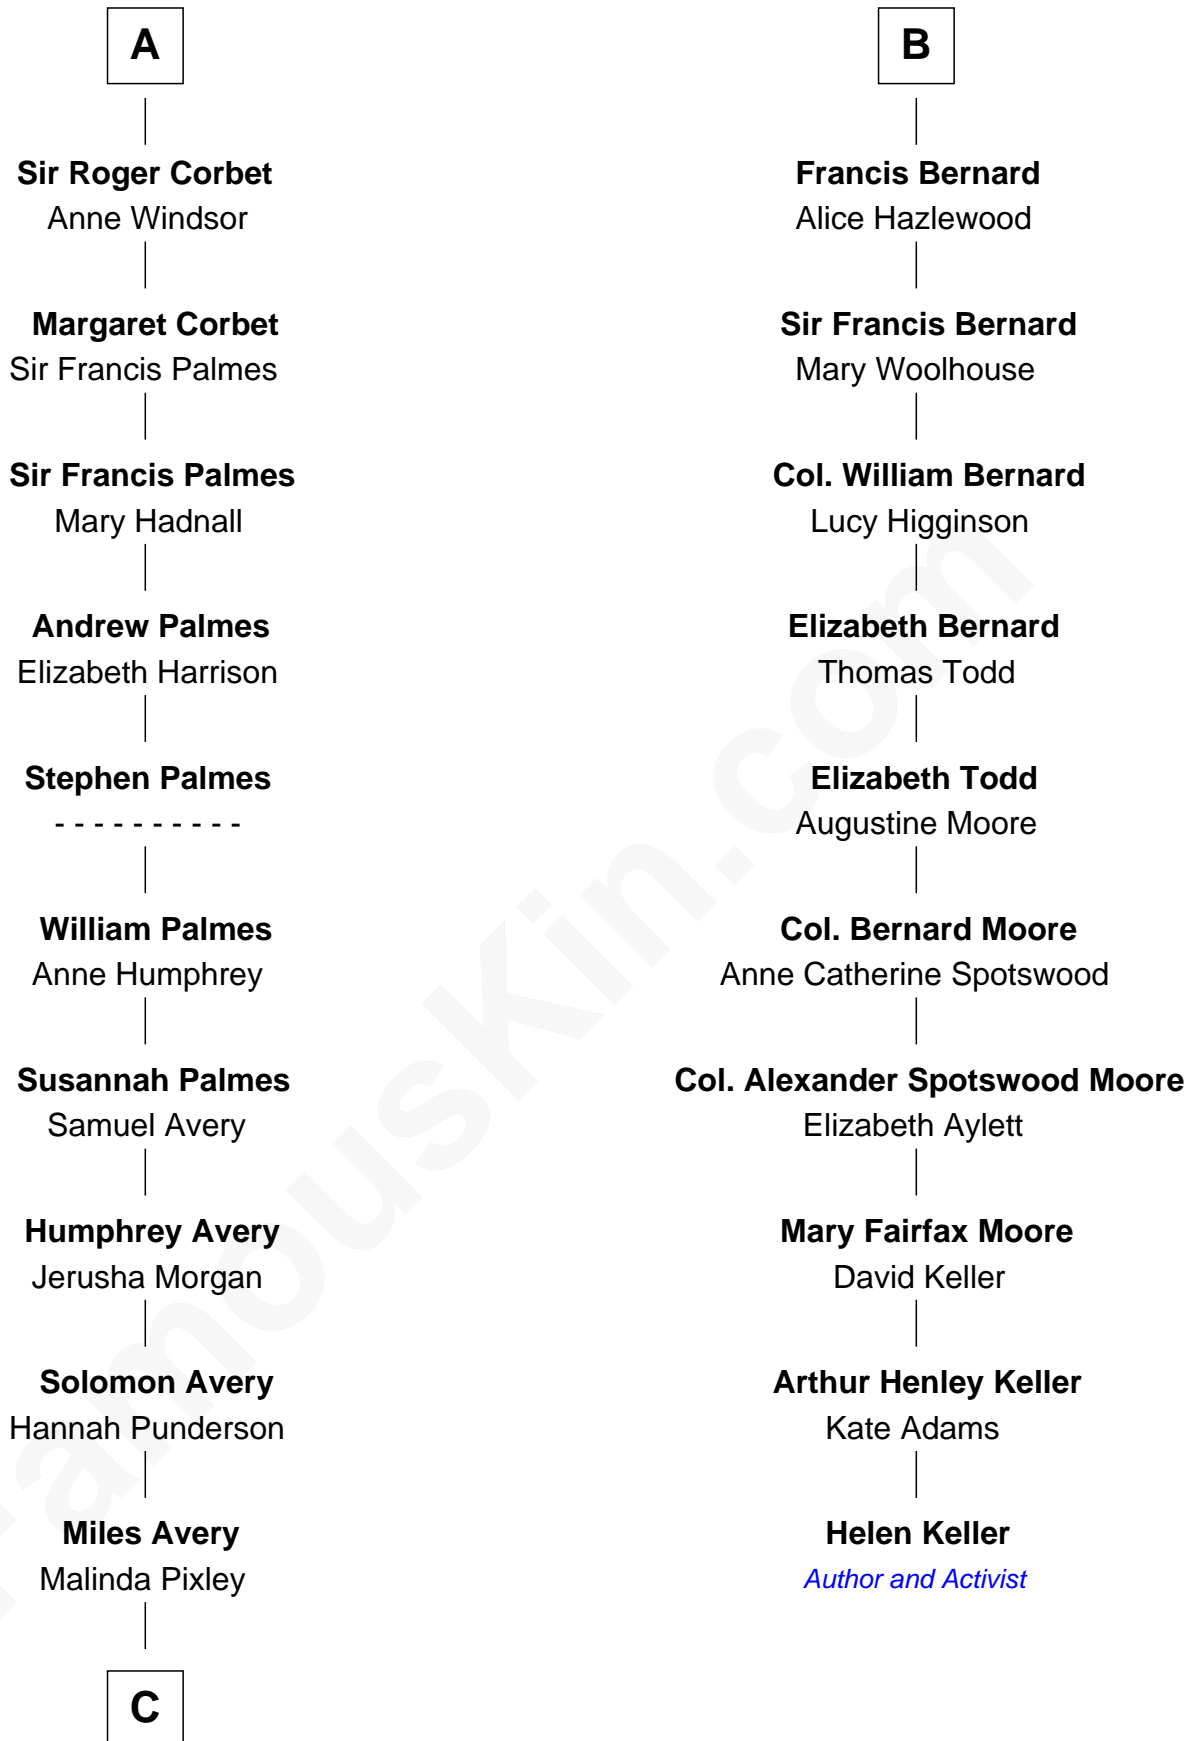 A
Sir Roger Corbet
Anne Windsor
Margaret Corbet
Sir Francis Palmes
Sir Francis Palmes
Mary Hadnall
Andrew Palmes
Elizabeth Harrison
Stephen Palmes
- - - - - - - - - -
William Palmes
Anne Humphrey
Susannah Palmes
Samuel Avery
Humphrey Avery
Jerusha Morgan
Solomon Avery
Hannah Punderson
Miles Avery
Malinda Pixley
C
B
Francis Bernard
Alice Hazlewood
Sir Francis Bernard
Mary Woolhouse
Col. William Bernard
Lucy Higginson
Elizabeth Bernard
Thomas Todd
Elizabeth Todd
Augustine Moore
Col. Bernard Moore
Anne Catherine Spotswood
Col. Alexander Spotswood Moore
Elizabeth Aylett
Mary Fairfax Moore
David Keller
Arthur Henley Keller
Kate Adams
Helen Keller
Author and Activist
FamousKin.com